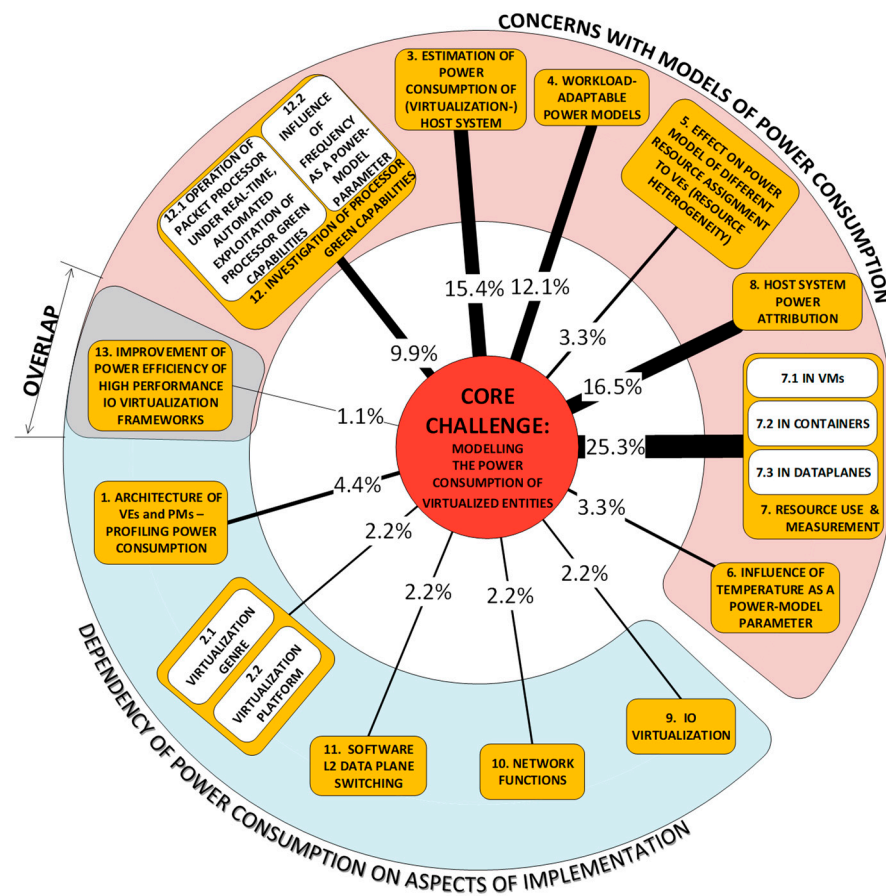 CONCERNS WITH MODELS OF POWER CONSUMPTION
3. ESTIMATION OF
POWER
CONSUMPTION OF
(VIRTUALIZATION-)
HOST SYSTEM
4. WORKLOAD-
ADAPTABLE
POWER MODELS
5. EFFECT ON POWER
MODEL OF DIFFERENT
RESOURCE ASSIGNMENT
TO VEs (RESOURCE
HETEROGENEITY)
12.2
INFLUENCE
OF
FREQUENCY
AS A POWER-
MODEL
PARAMETER
12.1 OPERATION OF
PACKET PROCESSOR
UNDER REAL-TIME,
AUTOMATED
EXPLOITATION OF
PROCESSOR GREEN
CAPABILITIES
12. INVESTIGATION OF PROCESSOR
GREEN CAPABILITIES
8. HOST SYSTEM
POWER
ATTRIBUTION
15.4%
12.1%
3.3%
9.9%
16.5%
OVERLAP
13. IMPROVEMENT OF
POWER EFFICIENCY OF
HIGH PERFORMANCE
IO VIRTUALIZATION
FRAMEWORKS
1.1%
CORE
CHALLENGE:
MODELLING
THE POWER
CONSUMPTION OF
VIRTUALIZED ENTITIES
25.3%
7.1 IN VMs
7.2 IN CONTAINERS
7.3 IN DATAPLANES
7. RESOURCE USE &
MEASUREMENT
1. ARCHITECTURE OF
VEs and PMs –
PROFILING POWER
CONSUMPTION
4.4%
3.3%
2.2%
2.2%
2.2%
2.2%
6. INFLUENCE OF
TEMPERATURE AS A
POWER-MODEL
PARAMETER
2.1
VIRTUALIZATION
GENRE
2.2
VIRTUALIZATION
PLATFORM
11. SOFTWARE
L2 DATA PLANE
SWITCHING
10. NETWORK
FUNCTIONS
9. IO
VIRTUALIZATION
DEPENDENCY OF POWER CONSUMPTION ON ASPECTS OF IMPLEMENTATION